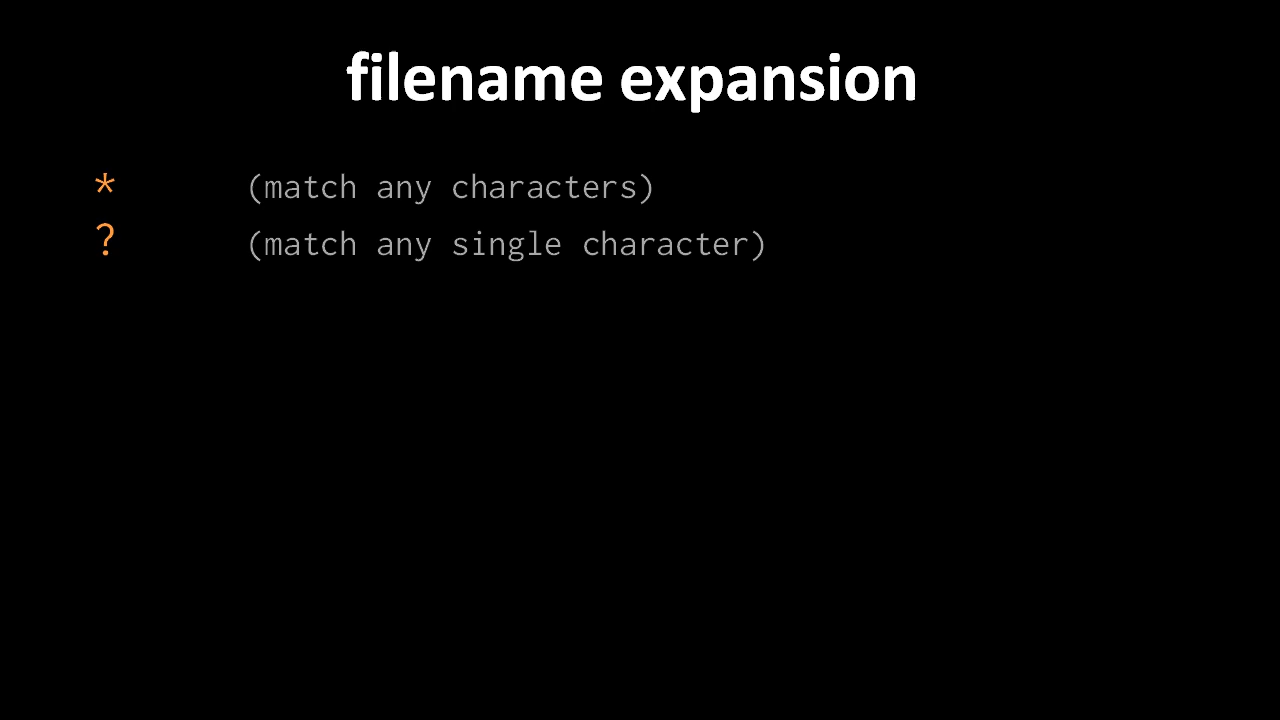 filename expansion
* (match any characters)
? (match any single character)